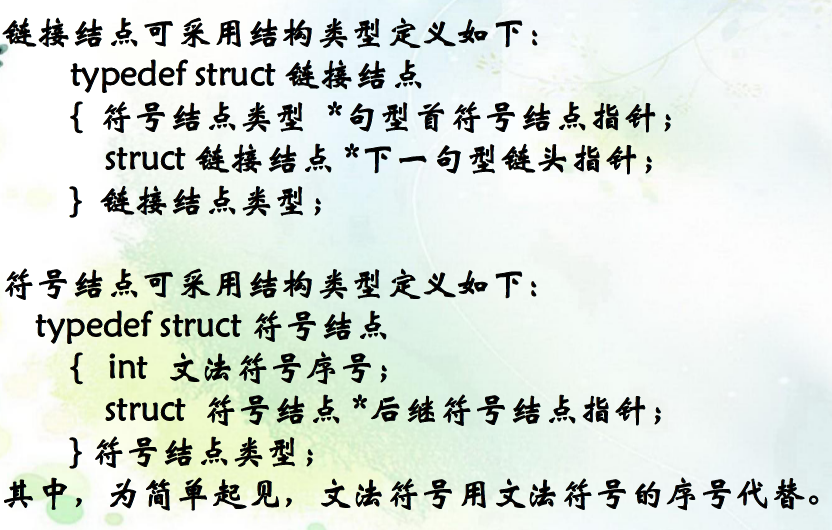 链接结点可采用结构类型定义如下：
typedef struct 链接结点
{ 符号结点类型 *句型首符号结点指针；
struct 链接结点 *下一句型链头指针；
} 链接结点类型；
符号结点可采用结构类型定义如下：
typedef struct 符号结点
{ int 文法符号序号；
struct 符号结点 *后继符号结点指针；
} 符号结点类型；
其中，为简单起见，文法符号用文法符号的序号代替。